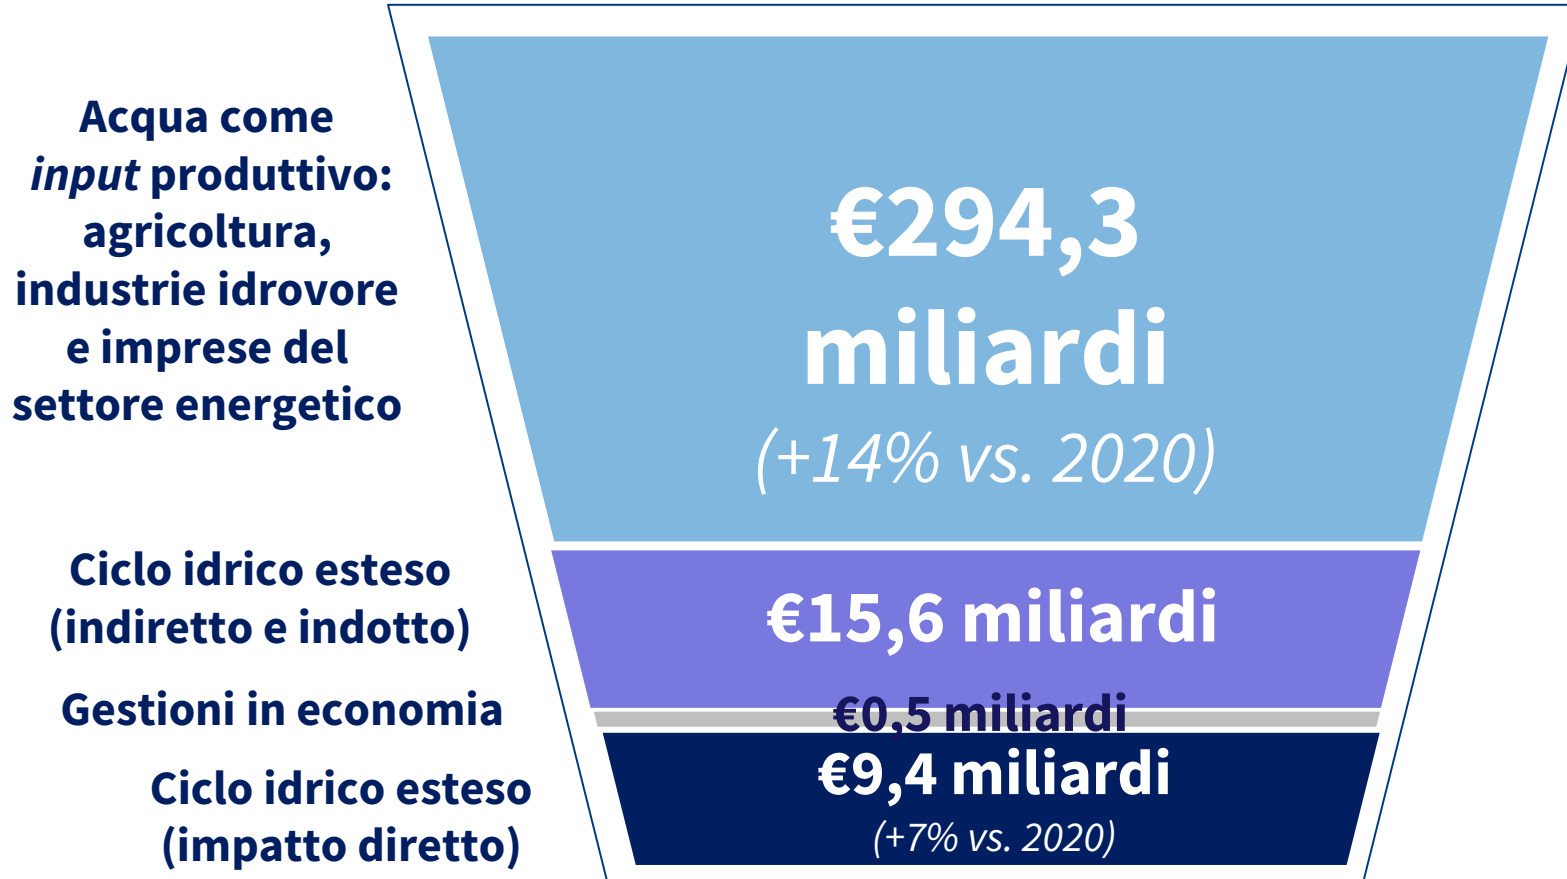 Acqua come
input produttivo:
agricoltura,
industrie idrovore
e imprese del
settore energetico
€294,3
miliardi
(+14% vs. 2020)
Ciclo idrico esteso
(indiretto e indotto)
€15,6 miliardi
Gestioni in economia
€0,5 miliardi
Ciclo idrico esteso
(impatto diretto)
€9,4 miliardi
(+7% vs. 2020)